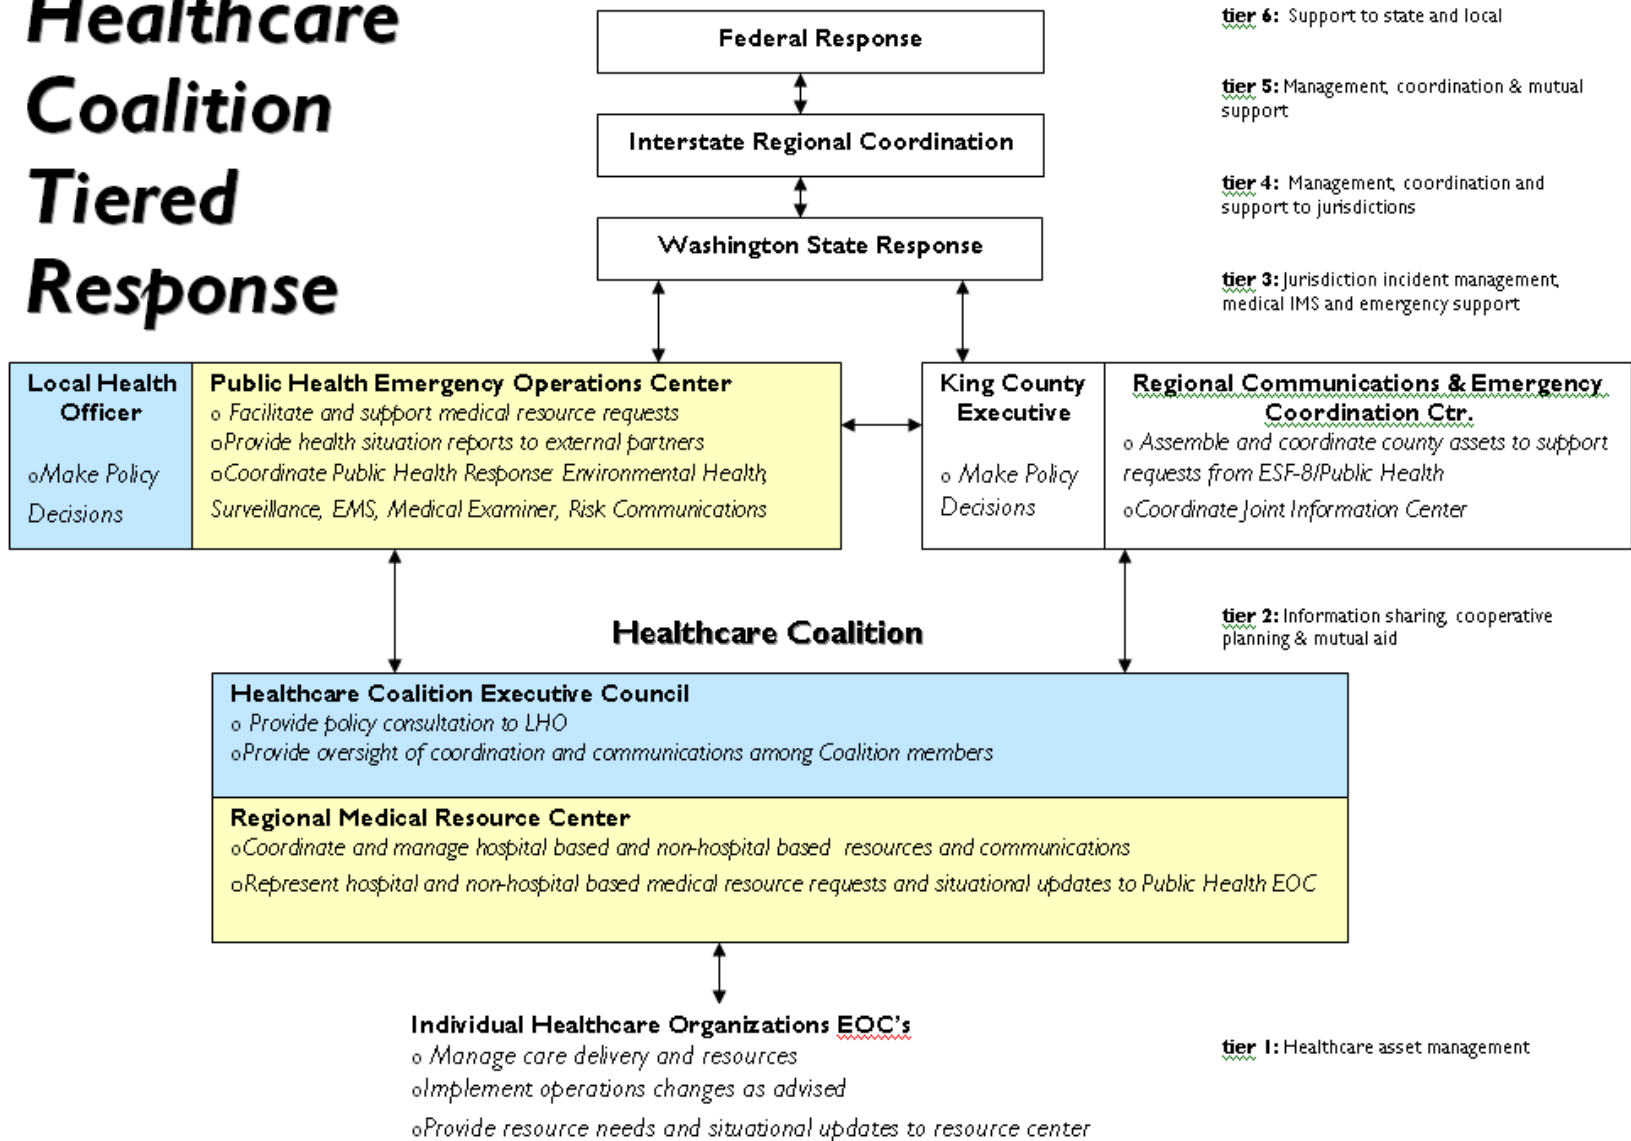 Healthcare
Coalition
Tiered
Response
Federal Response
Interstate Regional Coordination
Washington State Response
tier 6: Support to state and local
tier 5: Management, coordination & mutual
support
tier 4: Management, coordination and
support to jurisdictions
tier 3: Jurisdiction incident management,
medical IMS and emergency support
Local Health
Officer
oMake Policy
Decisions
Public Health Emergency Operations Center
o Facilitate and support medical resource requests
oProvide health situation reports to external partners
oCoordinate Public Health Response: Environmental Health,
Surveillance, EMS, Medical Examiner, Risk Communications
King County
Executive
o Make Policy
Decisions
Regional Communications & Emergency
Coordination Ctr.
o Assemble and coordinate county assets to support
requests from ESF-8/Public Health
oCoordinate Joint Information Center
Healthcare Coalition
tier 2: Information sharing, cooperative
planning & mutual aid
Healthcare Coalition Executive Council
o Provide policy consultation to LHO
oProvide oversight of coordination and communications among Coalition members
Regional Medical Resource Center
oCoordinate and manage hospital based and non-hospital based resources and communications
oRepresent hospital and non-hospital based medical resource requests and situational updates to Public Health EOC
Individual Healthcare Organizations EOC's
o Manage care delivery and resources
oImplement operations changes as advised
oProvide resource needs and situational updates to resource center
tier 1: Healthcare asset management